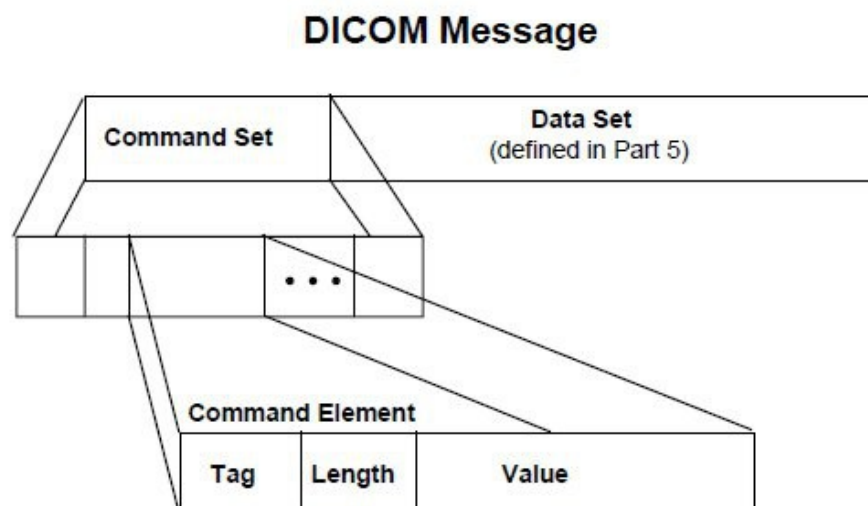 DICOM Message
Command Set
Data Set
(defined in Part 5)
• • •
Command Element
Tag Length Value